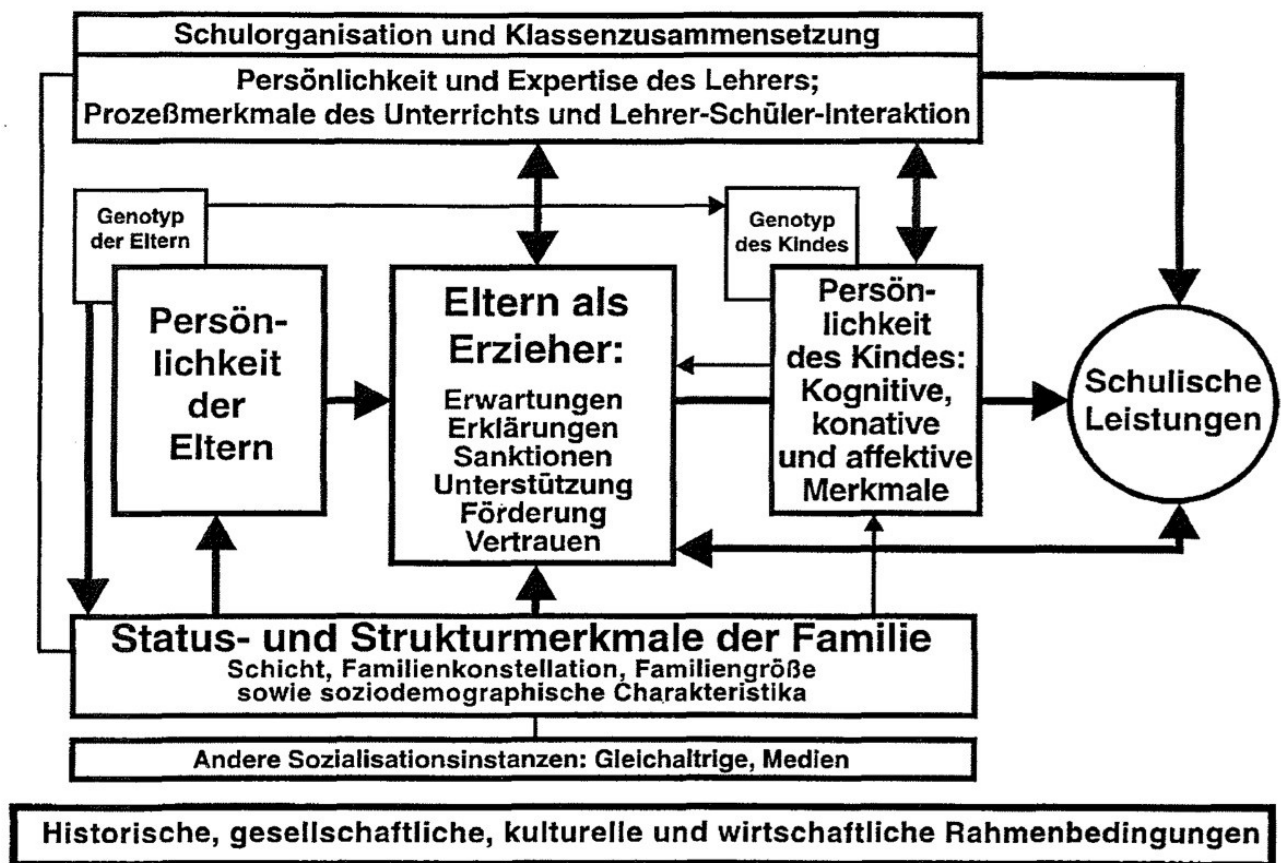 Schulorganisation und Klassenzusammensetzung
Persönlichkeit und Expertise des Lehrers;
Prozeßmerkmale des Unterrichts und Lehrer-Schüler-Interaktion
Genotyp
der Eltern
Genotyp
des Kindes
Persön-
lichkeit
der
Eltern
Eltern als
Erzieher:
Erwartungen
Erklärungen
Sanktionen
Unterstützung
Förderung
Vertrauen
Persön-
lichkeit
des Kindes:
Kognitive,
konative
und affektive
Merkmale
Schulische
Leistungen
Status- und Strukturmerkmale der Familie
Schicht, Familienkonstellation, Familiengröße
sowie soziodemographische Charakteristika
Andere Sozialisationsinstanzen: Gleichaltrige, Medien
Historische, gesellschaftliche, kulturelle und wirtschaftliche Rahmenbedingungen